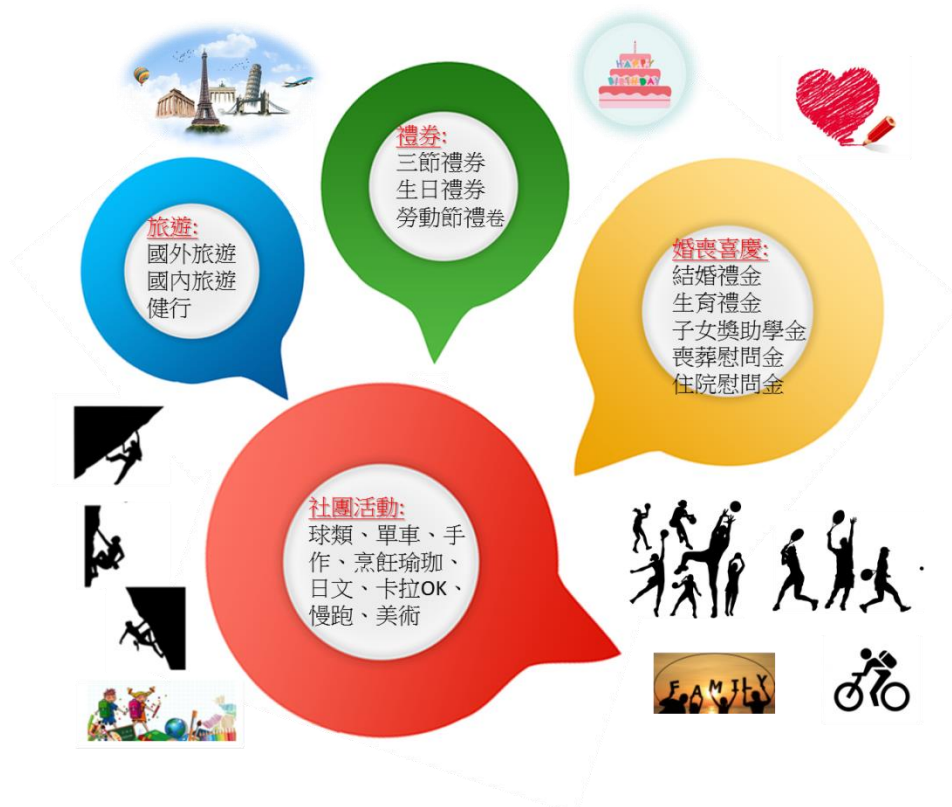 HAPPY
BIRTHDAY
禮券:
三節禮券
生日禮券
勞動節禮卷
旅遊:
國外旅遊
國內旅遊
健行
婚喪喜慶:
結婚禮金
生育禮金
子女獎助學金
喪葬慰問金
住院慰問金
社團活動:
球類、單車、手
作、烹飪瑜珈、
日文、卡拉OK、
慢跑、美術
FAMILY